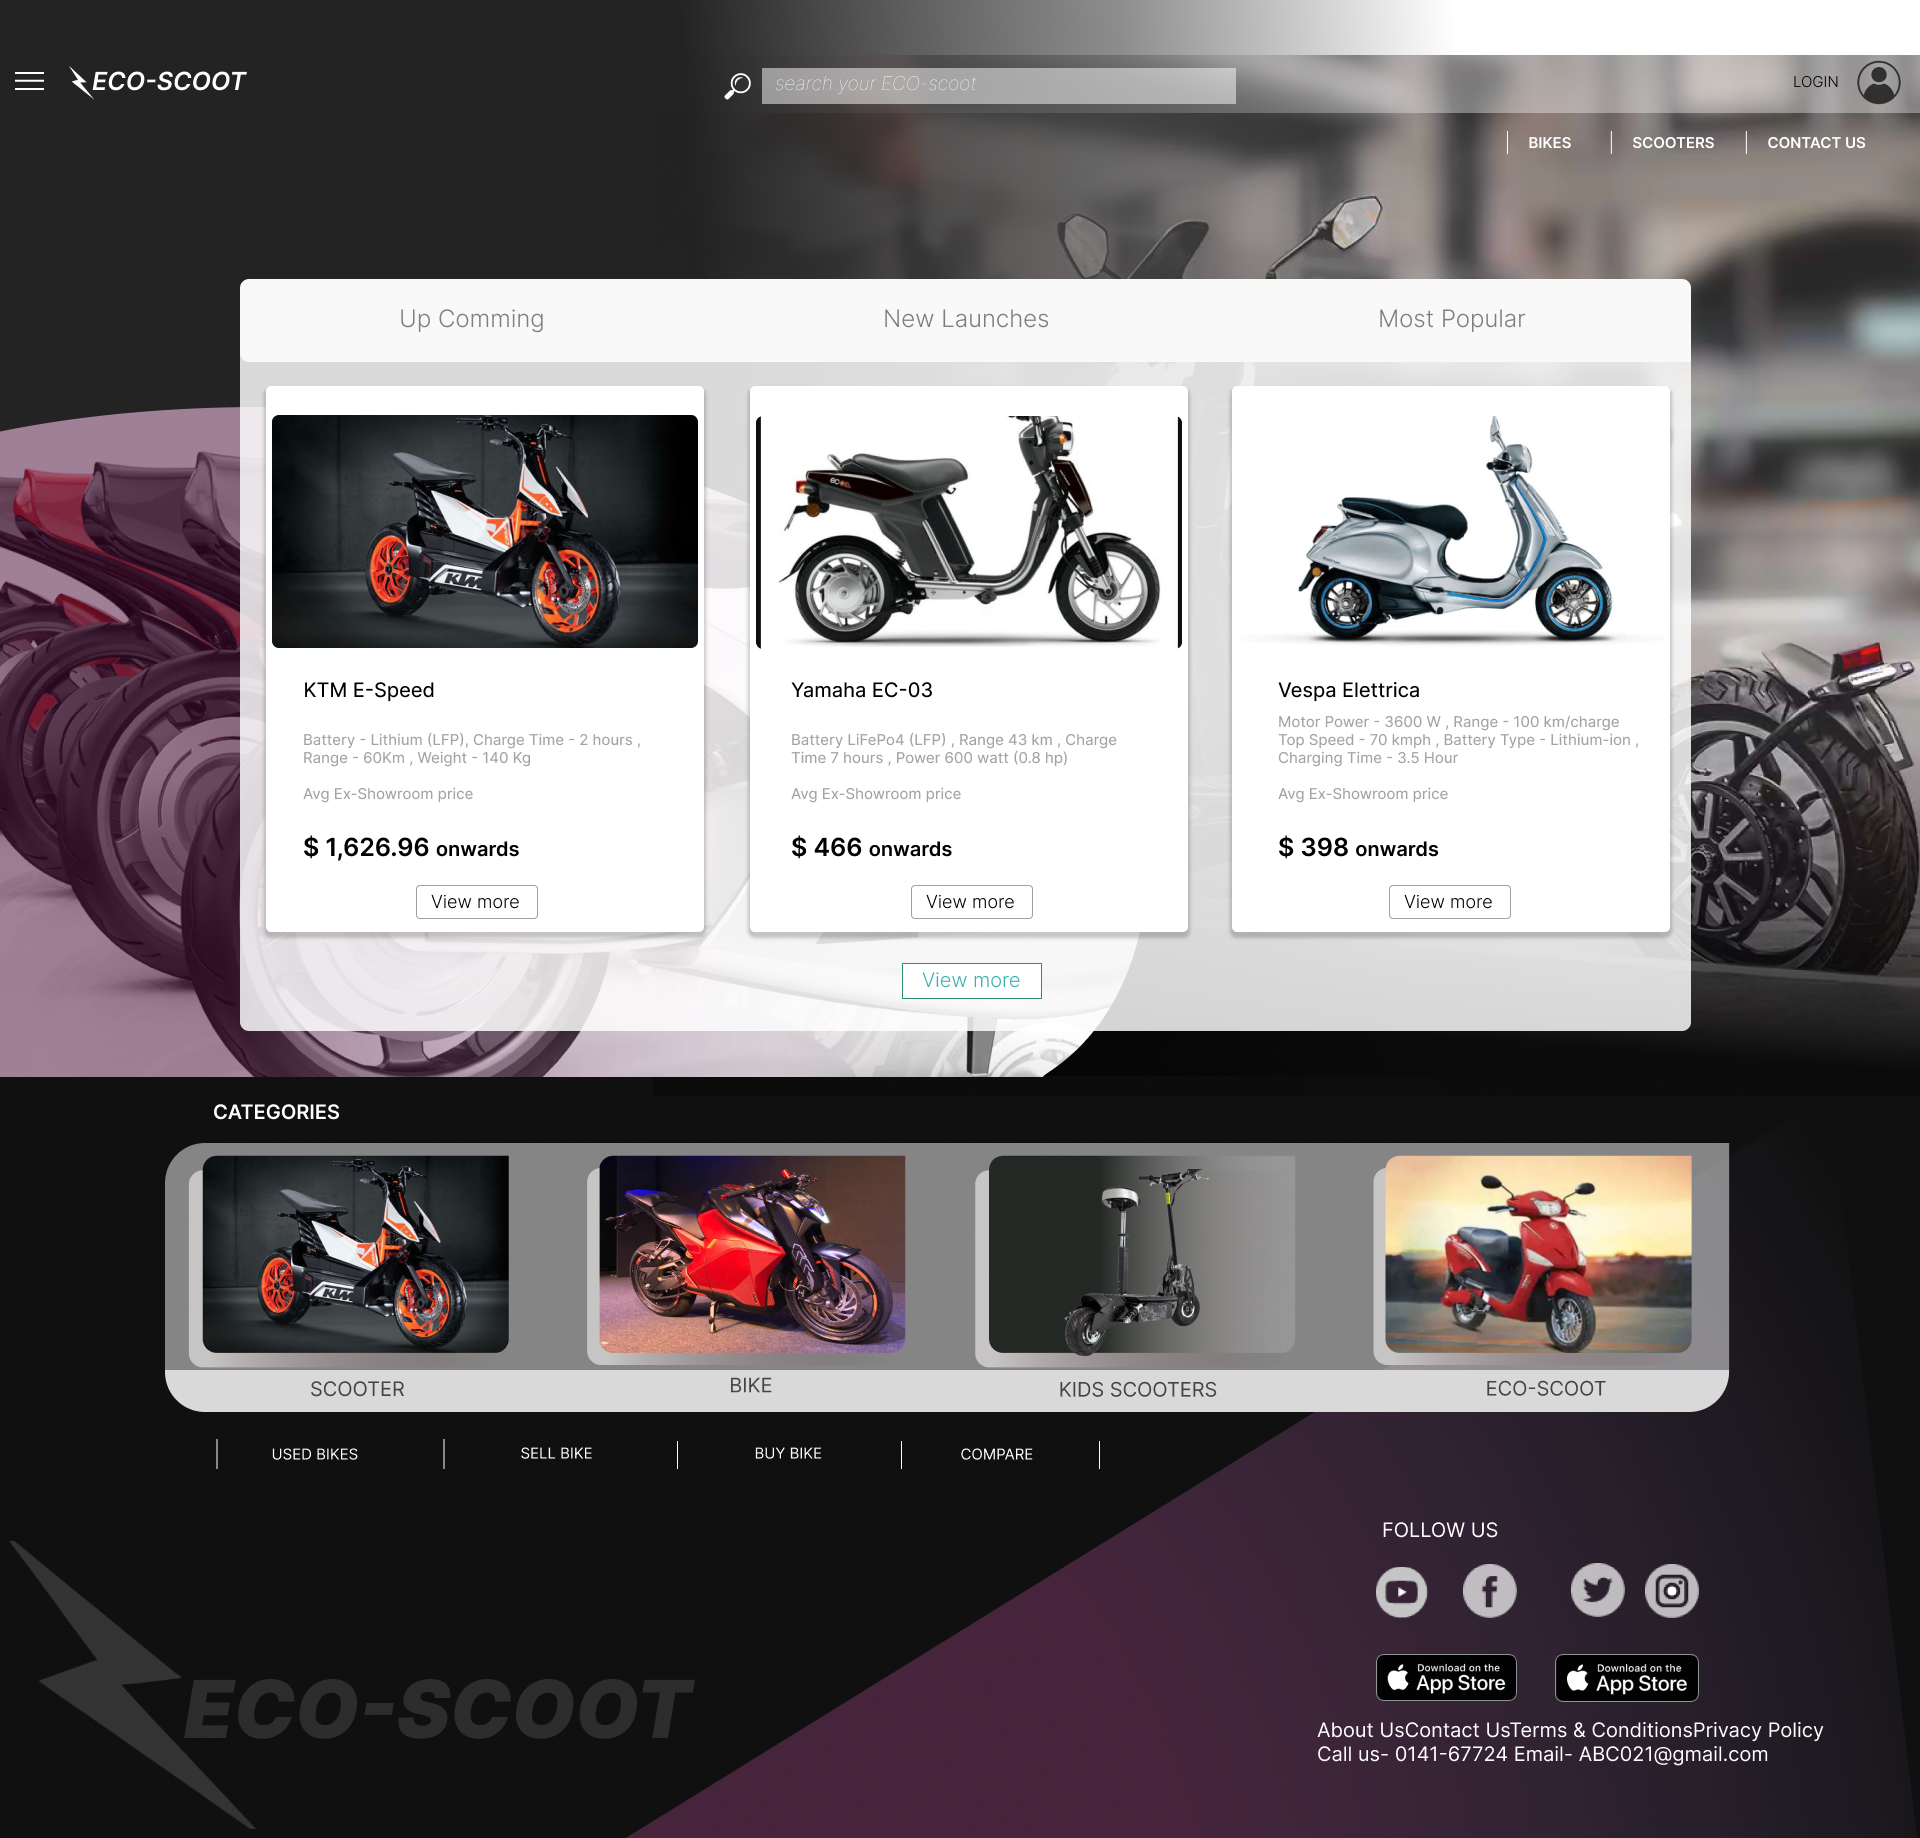 ECO-SCOOT
search your ECO-scoot
LOGIN
BIKES
SCOOTERS
CONTACT US
Up Comming
New Launches
Most Popular
KTM
KTM E-Speed
Battery - Lithium (LFP), Charge Time - 2 hours ,
Range - 60Km , Weight - 140 Kg
Avg Ex-Showroom price
$ 1,626.96 onwards
View more
Yamaha EC-03
Battery LiFePo4 (LFP) , Range 43 km , Charge
Time 7 hours , Power 600 watt (0.8 hp)
Avg Ex-Showroom price
$ 466 onwards
View more
Vespa Elettrica
Motor Power - 3600 W , Range - 100 km/charge
Top Speed - 70 kmph , Battery Type - Lithium-ion ,
Charging Time - 3.5 Hour
Avg Ex-Showroom price
$ 398 onwards
View more
View more
CATEGORIES
KTM
SCOOTER
BIKE
KIDS SCOOTERS
ECO-SCOOT
USED BIKES
SELL BIKE
BUY BIKE
COMPARE
FOLLOW US
Download on the
App Store
Download on the
App Store
ECO-SCOOT
About UsContact UsTerms & ConditionsPrivacy Policy
Call us- 0141-67724 Email- ABC021@gmail.com